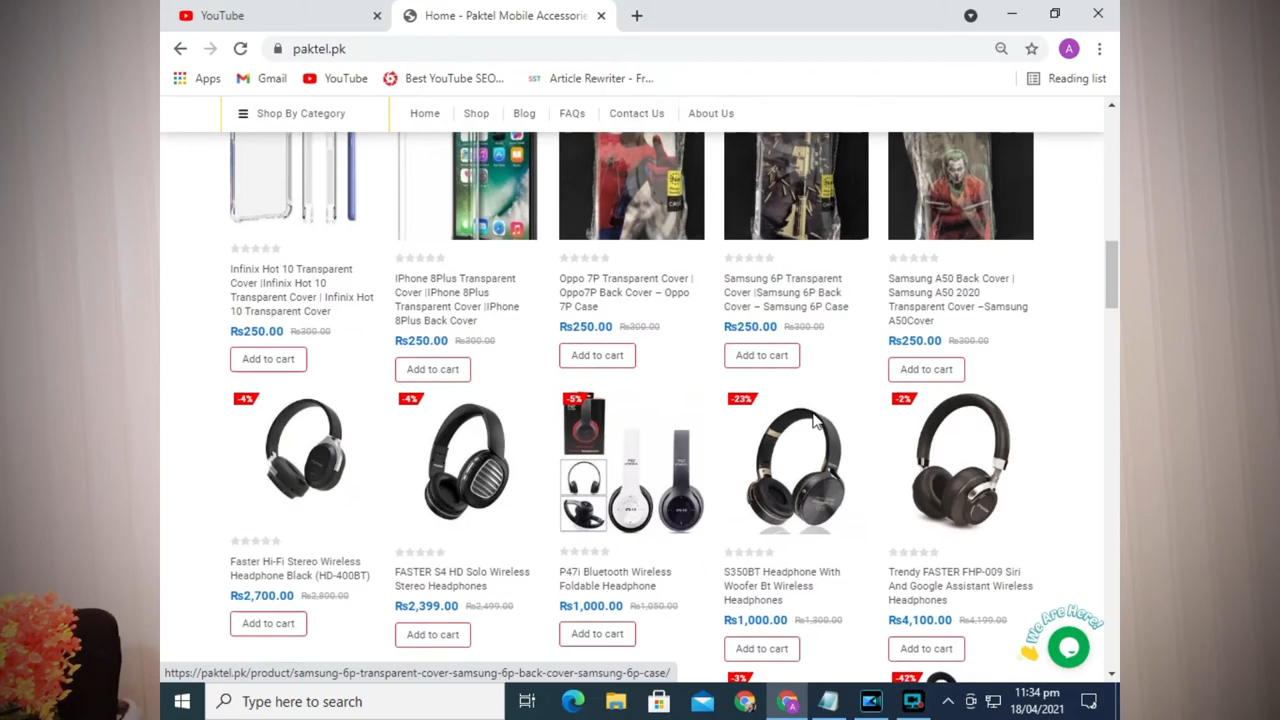 YouTube
Home - Paktel Mobile Accessorie
paktel.pk
A
Apps
Gmail
YouTube
Best YouTube SEO...
SST
Article Rewriter - Fr...
Reading list
Shop By Category
Home
Shop
Blog
FAQs
Contact Us
About Us
Infinix Hot 10 Transparent
Cover |Infinix Hot 10
Transparent Cover | Infinix Hot
10 Transparent Cover
₨250.00 ₨300.00
Add to cart
IPhone 8Plus Transparent
Cover |IPhone 8Plus
Transparent Cover |IPhone
8Plus Back Cover
₨250.00 ₨300.00
Add to cart
Oppo 7P Transparent Cover |
Oppo7P Back Cover – Oppo
7P Case
₨250.00 ₨300.00
Add to cart
Samsung 6P Transparent
Cover |Samsung 6P Back
Cover – Samsung 6P Case
₨250.00 ₨300.00
Add to cart
Samsung A50 Back Cover |
Samsung A50 2020
Transparent Cover –Samsung
A50Cover
₨250.00 ₨300.00
Add to cart
-4%
Faster Hi-Fi Stereo Wireless
Headphone Black (HD-400BT)
₨2,700.00 ₨2,800.00
Add to cart
-4%
FASTER S4 HD Solo Wireless
Stereo Headphones
₨2,399.00 ₨2,499.00
Add to cart
-5%
P47i Bluetooth Wireless
Foldable Headphone
₨1,000.00 ₨1,050.00
Add to cart
-23%
S350BT Headphone With
Woofer Bt Wireless
Headphones
₨1,000.00 ₨1,300.00
Add to cart
-2%
Trendy FASTER FHP-009 Siri
And Google Assistant Wireless
Headphones
₨4,100.00 ₨4,199.00
Add to cart
-3%
-42%
We Are Here!
https://paktel.pk/product/samsung-6p-transparent-cover-samsung-6p-back-cover-samsung-6p-case/
Type here to search
11:34 pm
18/04/2021